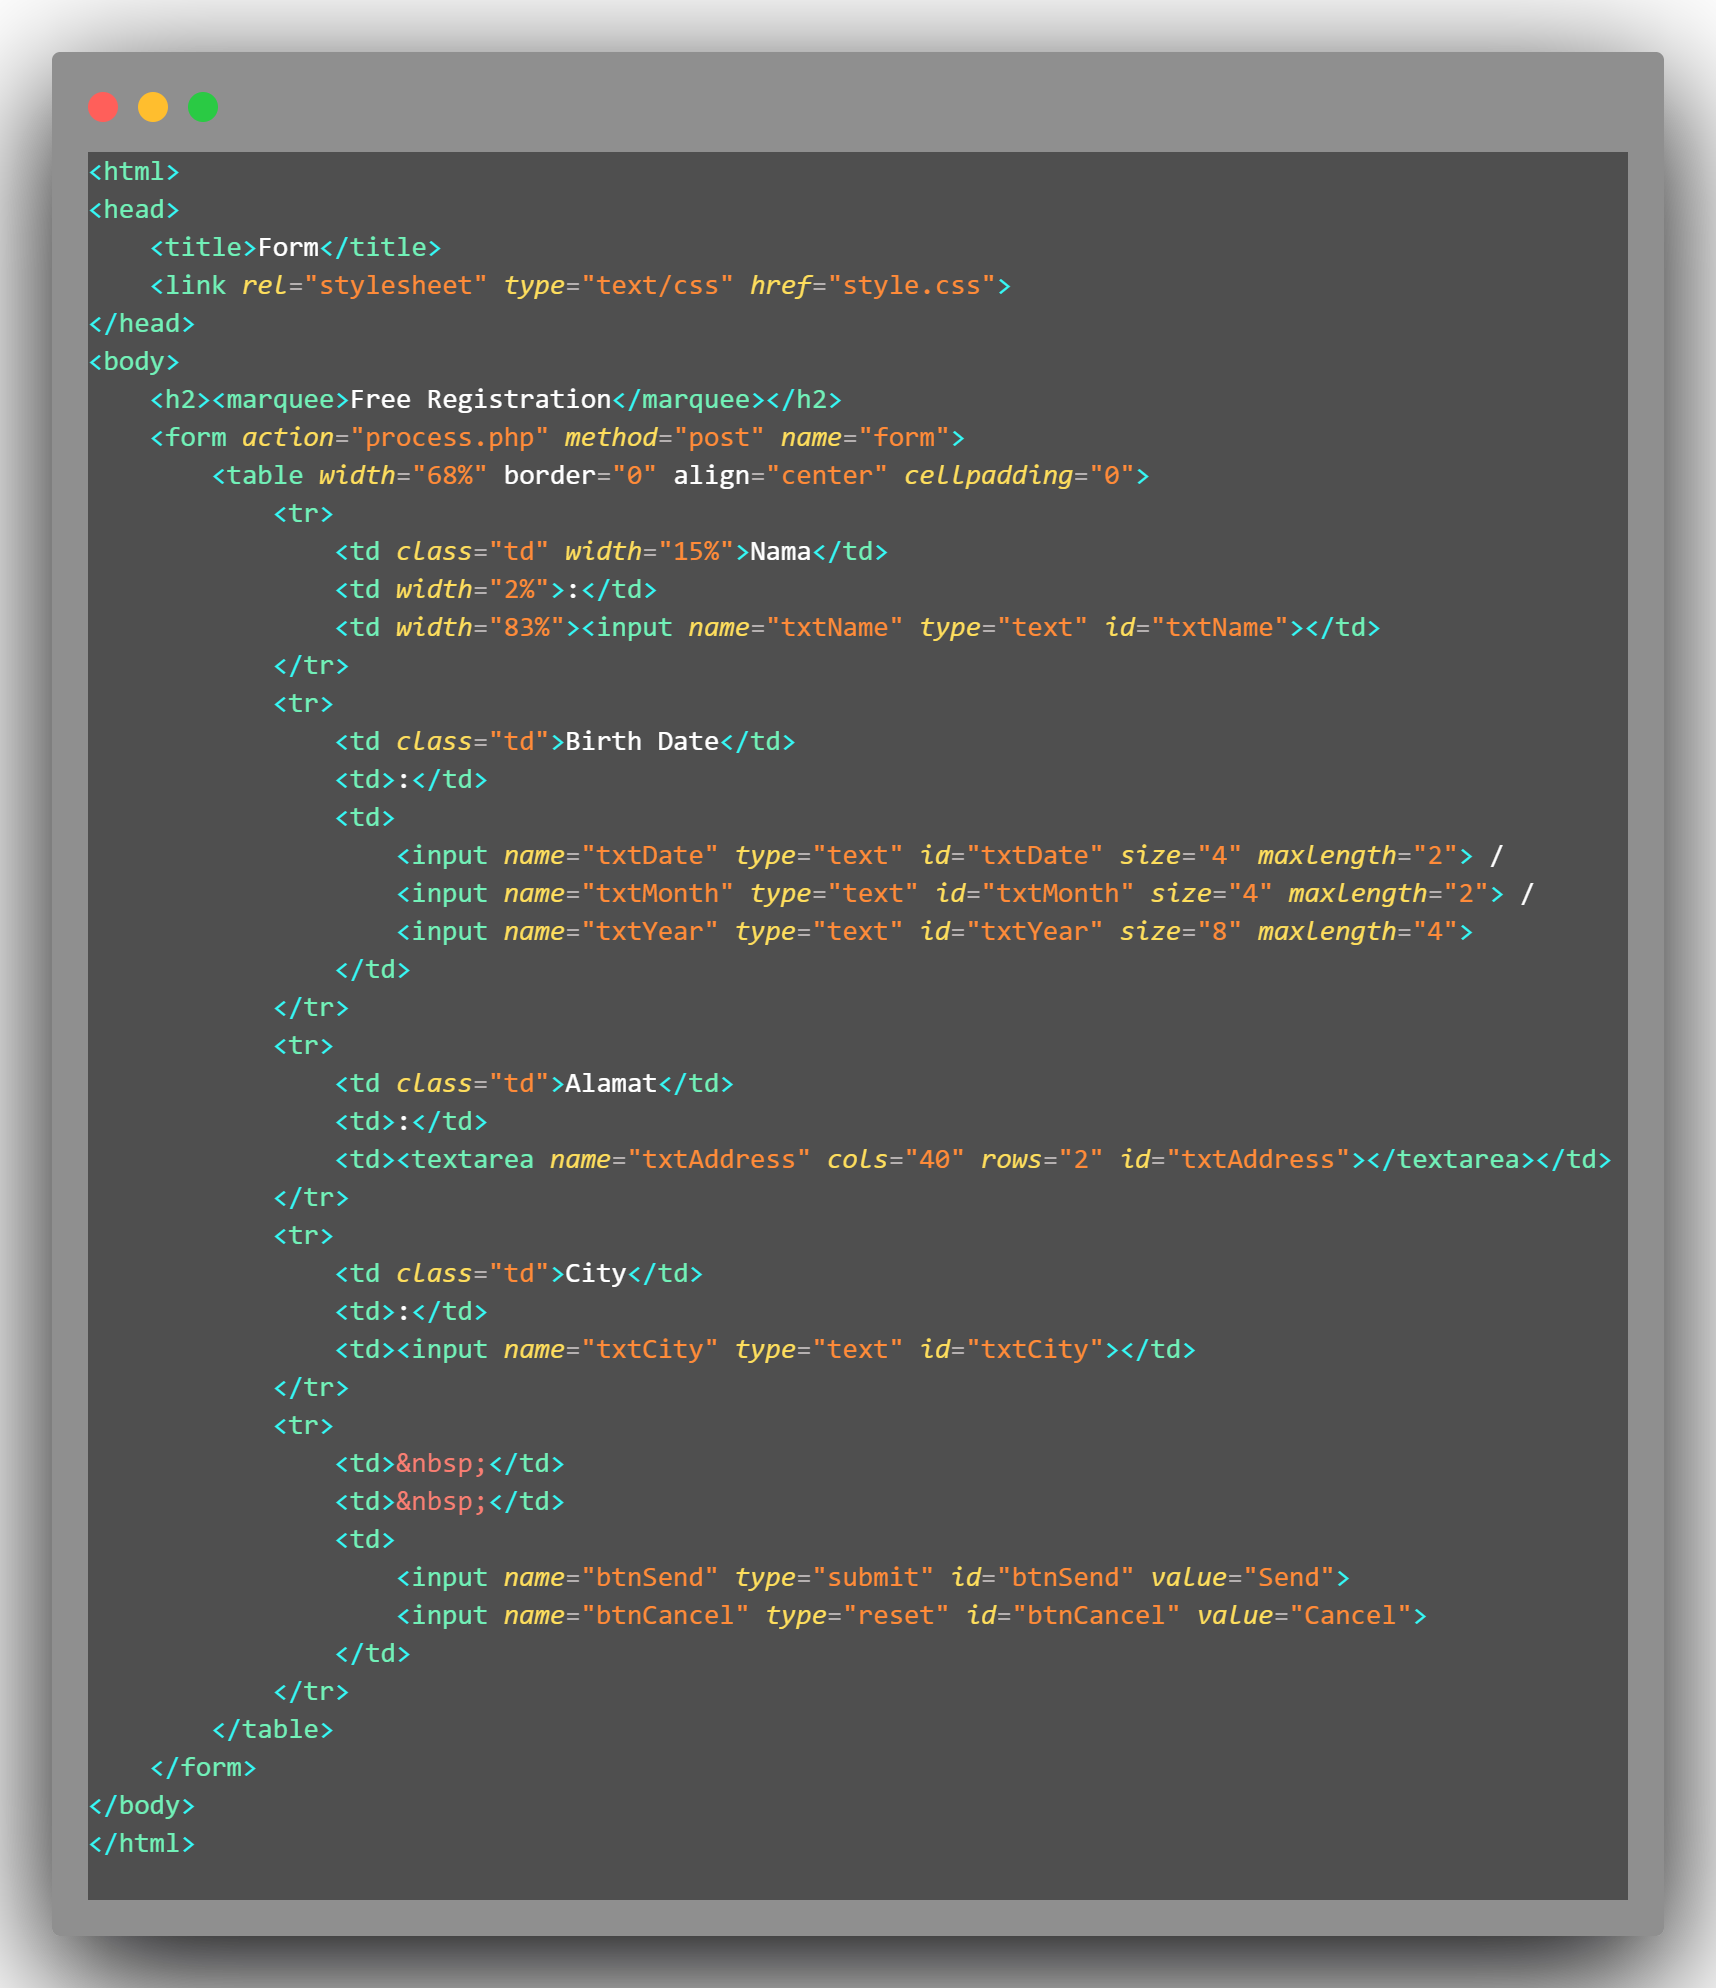 <html>
<head>
    <title>Form</title>
    <link rel="stylesheet" type="text/css" href="style.css">
</head>
<body>
    <h2><marquee>Free Registration</marquee></h2>
    <form action="process.php" method="post" name="form">
        <table width="68%" border="0" align="center" cellpadding="0">
            <tr>
                <td class="td" width="15%">Nama</td>
                <td width="2%">:</td>
                <td width="83%"><input name="txtName" type="text" id="txtName"></td>
            </tr>
            <tr>
                <td class="td">Birth Date</td>
                <td>:</td>
                <td>
                    <input name="txtDate" type="text" id="txtDate" size="4" maxlength="2"> /
                    <input name="txtMonth" type="text" id="txtMonth" size="4" maxlength="2"> /
                    <input name="txtYear" type="text" id="txtYear" size="8" maxlength="4">
                </td>
            </tr>
            <tr>
                <td class="td">Alamat</td>
                <td>:</td>
                <td><textarea name="txtAddress" cols="40" rows="2" id="txtAddress"></textarea></td>
            </tr>
            <tr>
                <td class="td">City</td>
                <td>:</td>
                <td><input name="txtCity" type="text" id="txtCity"></td>
            </tr>
            <tr>
                <td>&nbsp;</td>
                <td>&nbsp;</td>
                <td>
                    <input name="btnSend" type="submit" id="btnSend" value="Send">
                    <input name="btnCancel" type="reset" id="btnCancel" value="Cancel">
                </td>
            </tr>
        </table>
    </form>
</body>
</html>